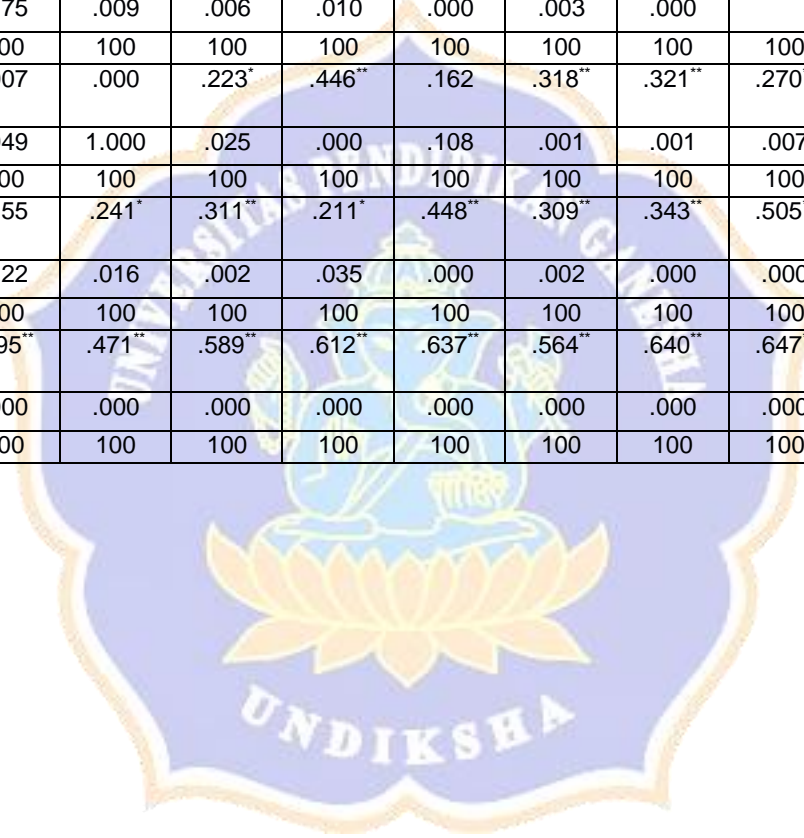 75 .009 .006 .010 .000 .003 .000
00 100 100 100 100 100 100 100
07 .000 .223* .446** .162 .318** .321** .270*
49 1.000 .025 .000 .108 .001 .001 .007
00 100 100 100 100 100 100 100
55 .241* .311** .211* .448** .309** .343** .505*
22 .016 .002 .035 .000 .002 .000 .000
00 100 100 100 100 100 100 100
95** .471** .589** .612** .637** .564** .640** .647*
00 .000 .000 .000 .000 .000 .000 .000
00 100 100 100 100 100 100 100
UNIVERSITAS PENDIDIKAN GANESHA
UNDIKSHA